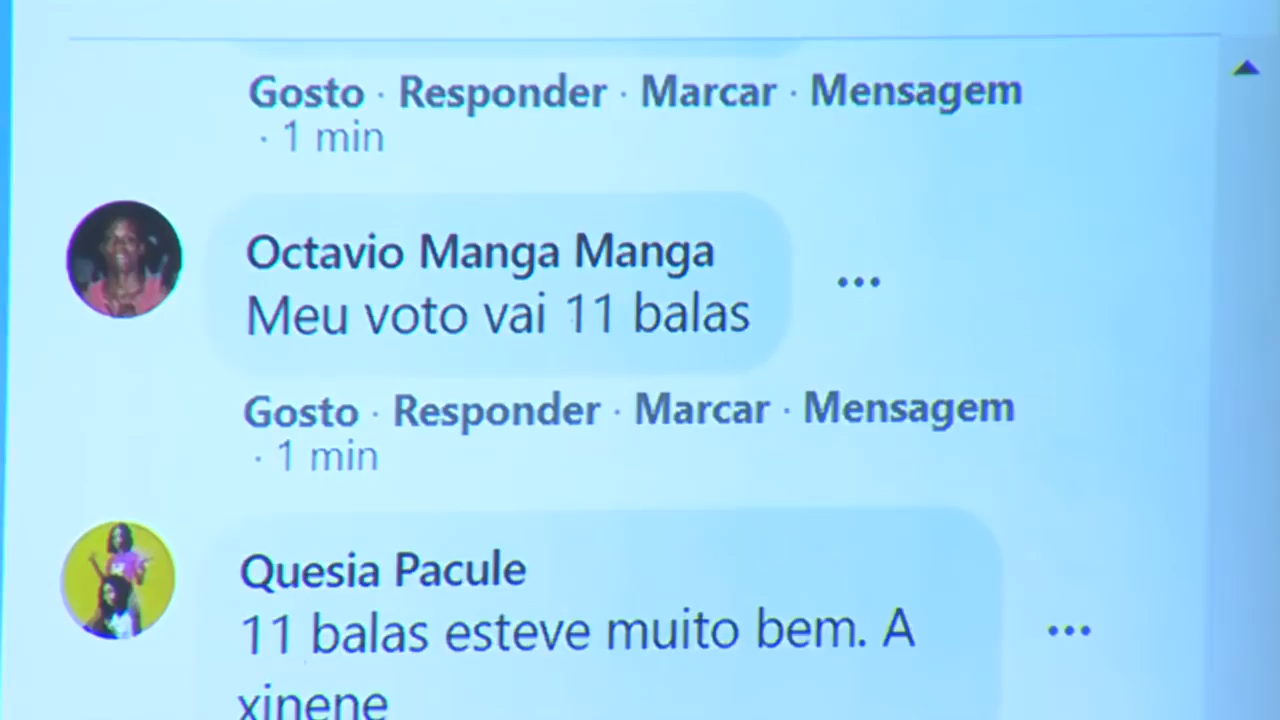 Gosto · Responder · Marcar · Mensagem
· 1 min
Octavio Manga Manga
Meu voto vai 11 balas
Gosto · Responder · Marcar · Mensagem
· 1 min
Quesia Pacule
11 balas esteve muito bem. A
xinene